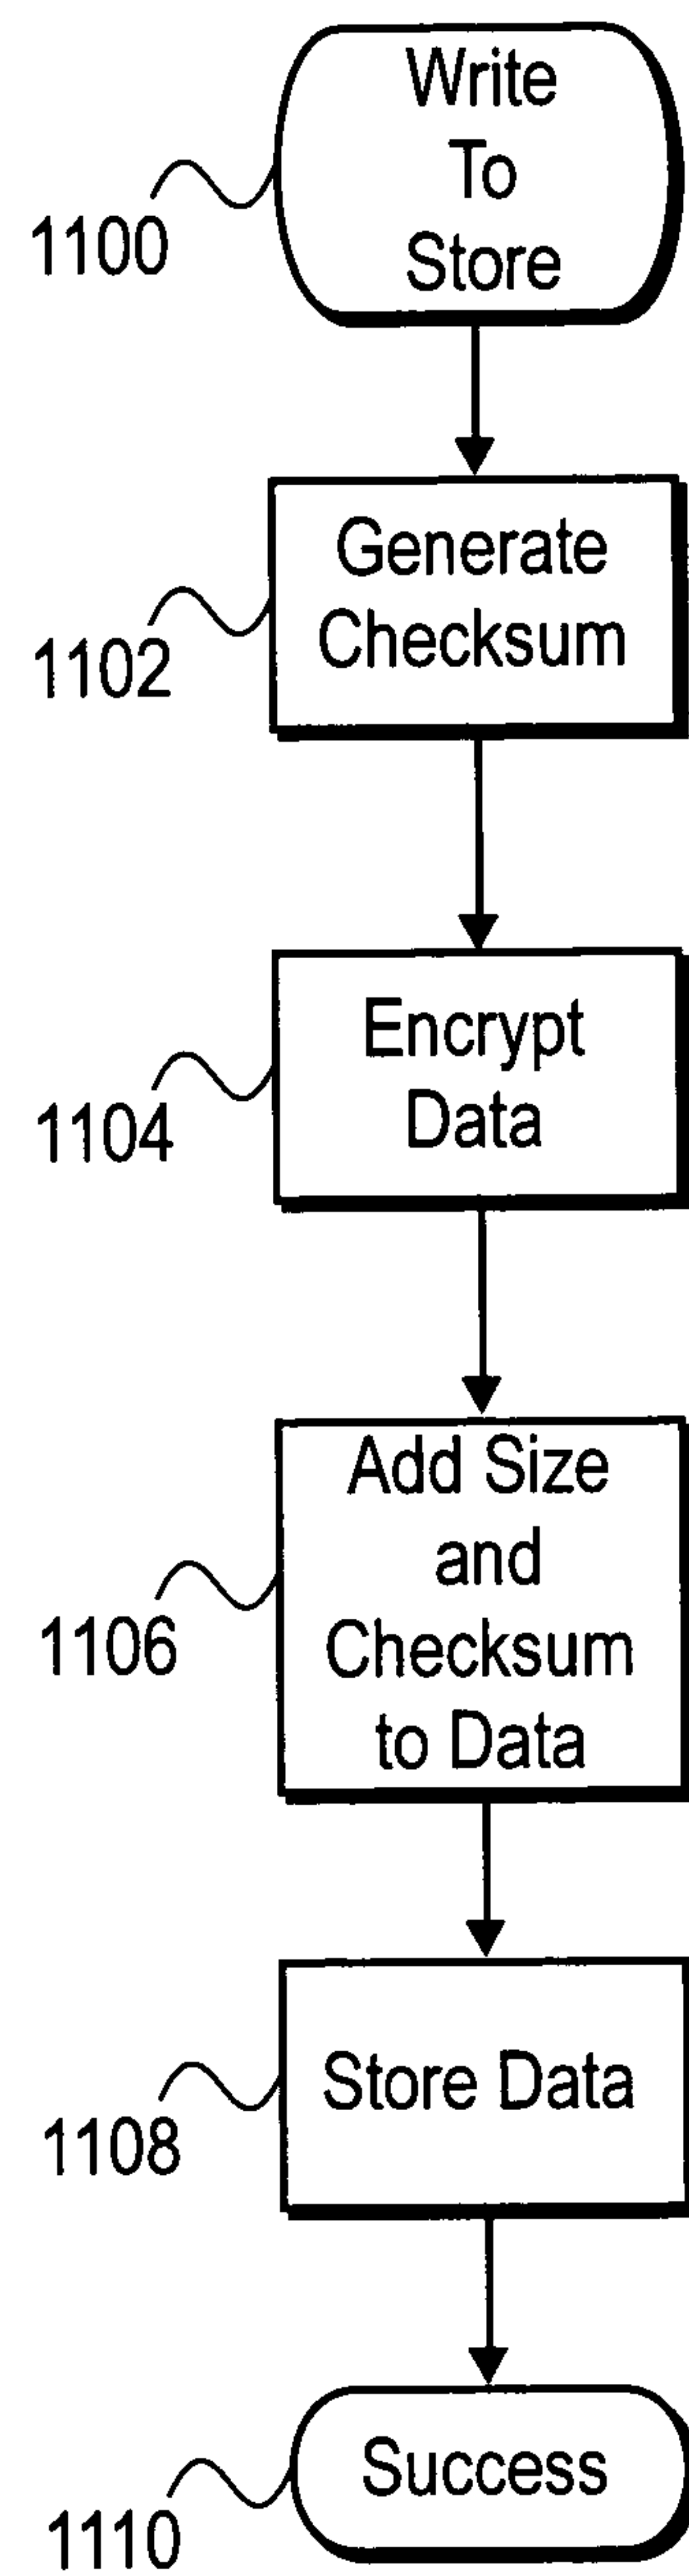 Write
To
Store
1100
Generate
Checksum
1102
Encrypt
Data
1104
Add Size
and
Checksum
to Data
1106
Store Data
1108
Success
1110